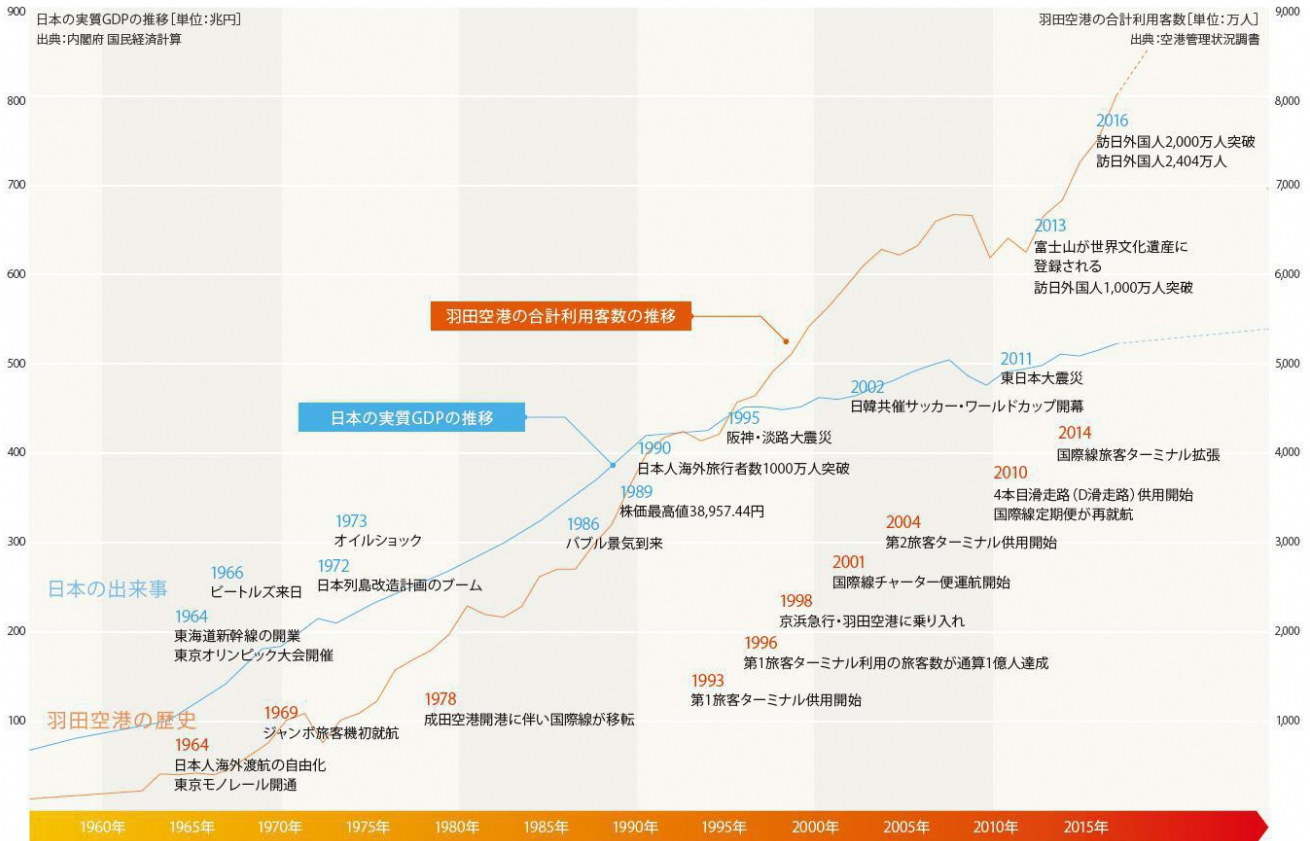 日本の実質GDPの推移［単位：兆円］
出典：内閣府 国民経済計算
羽田空港の合計利用客数［単位：万人］
出典：空港管理状況調書
900
800
700
600
500
400
300
200
100
9,000
8,000
7,000
6,000
5,000
4,000
3,000
2,000
1,000
2016
訪日外国人2,000万人突破
訪日外国人2,404万人
2013
富士山が世界文化遺産に
登録される
訪日外国人1,000万人突破
羽田空港の合計利用客数の推移
2011
東日本大震災
2002
日韓共催サッカー・ワールドカップ開幕
日本の実質GDPの推移
1995
阪神・淡路大震災
2014
国際線旅客ターミナル拡張
1990
日本人海外旅行者数1000万人突破
2010
4本目滑走路（D滑走路）供用開始
国際線定期便が再就航
1989
株価最高値38,957.44円
1973
オイルショック
1986
バブル景気到来
2004
第2旅客ターミナル供用開始
1972
日本列島改造計画のブーム
2001
国際線チャーター便運航開始
1966
ビートルズ来日
日本の出来事
1964
東海道新幹線の開業
東京オリンピック大会開催
1998
京浜急行・羽田空港に乗り入れ
1996
第1旅客ターミナル利用の旅客数が通算1億人達成
1993
第1旅客ターミナル供用開始
1978
成田空港開港に伴い国際線が移転
羽田空港の歴史
1969
ジャンボ旅客機初就航
1964
日本人海外渡航の自由化
東京モノレール開通
1960年
1965年
1970年
1975年
1980年
1985年
1990年
1995年
2000年
2005年
2010年
2015年